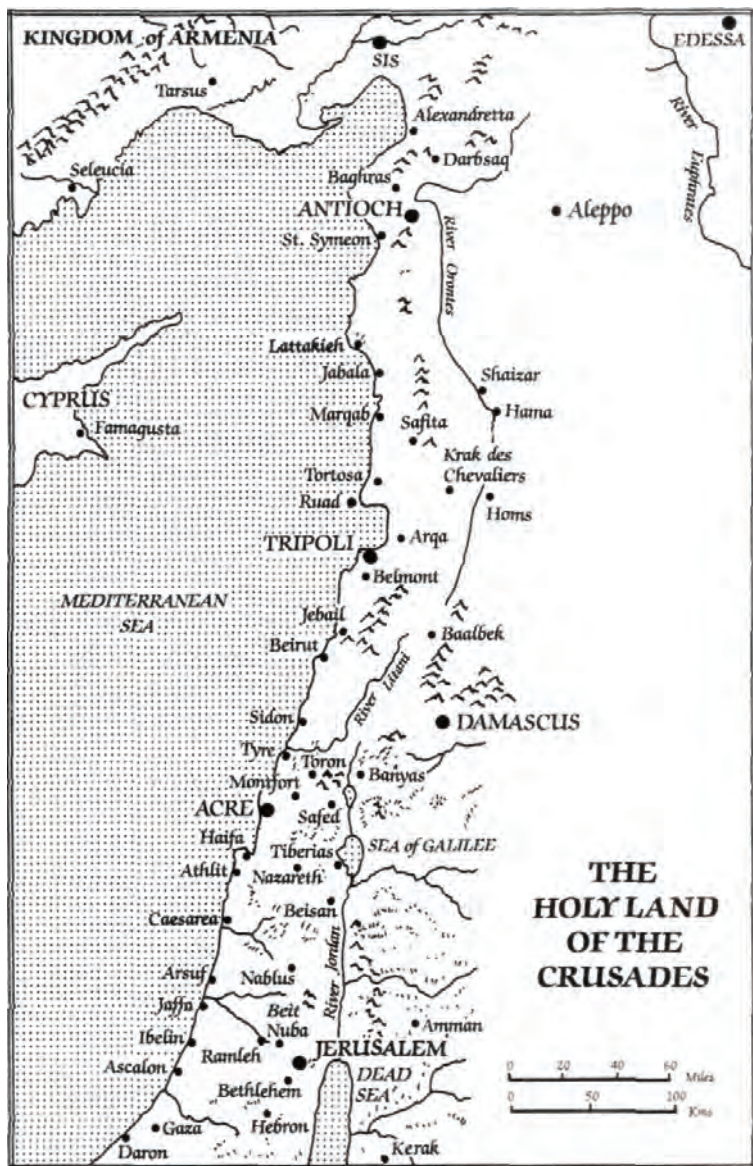 KINGDOM of ARMENIA
SIS
EDESSA
Tarsus
River Euphrates
Alexandretta
Darbsaq
Seleucia
Baghras
ANTIOCH
Aleppo
St. Symeon
River Orontes
Lattakieh
Jabala
Shaizar
CYPRUS
Marqab
Hama
Famagusta
Safita
Krak des
Chevaliers
Tortosa
Ruad
Homs
TRIPOLI
Arqa
Belmont
MEDITERRANEAN
SEA
Jebail
Baalbek
Beirut
River Litani
Sidon
DAMASCUS
Tyre
Toron
Banyas
Montfort
ACRE
Safed
Haifa
Tiberias
SEA of GALILEE
Athlit
Nazareth
Beisan
Caesarea
River Jordan
Arsuf
Nablus
Jaffa
Beit
Nuba
Amman
Ibelin
Ramleh
JERUSALEM
Ascalon
DEAD
SEA
Bethlehem
Gaza
Hebron
Daron
Kerak
THE
HOLY LAND
OF THE
CRUSADES
0 20 40 60
Miles
0 50 100
Kms